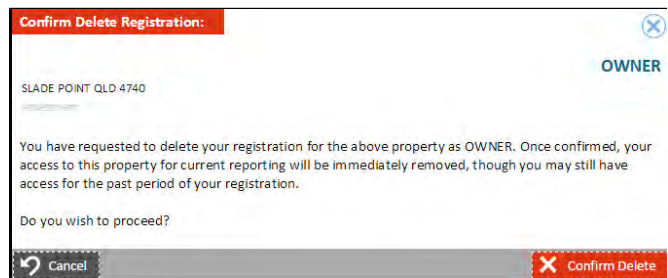 Confirm Delete Registration:
OWNER
SLADE POINT QLD 4740
You have requested to delete your registration for the above property as OWNER. Once confirmed, your
access to this property for current reporting will be immediately removed, though you may still have
access for the past period of your registration.
Do you wish to proceed?
Cancel
Confirm Delete